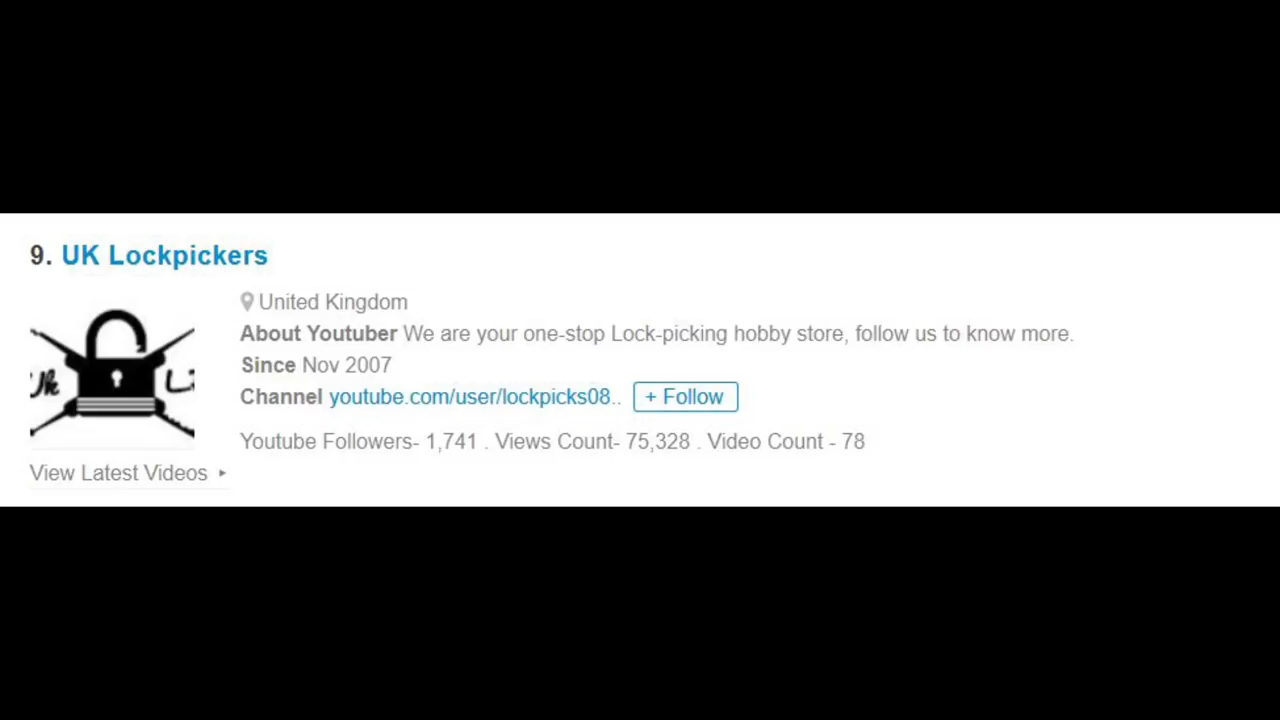 9. UK Lockpickers
United Kingdom
About Youtuber We are your one-stop Lock-picking hobby store, follow us to know more.
Since Nov 2007
Channel youtube.com/user/lockpicks08.. + Follow
Uk L
Youtube Followers- 1,741 . Views Count- 75,328 . Video Count - 78
View Latest Videos ▸